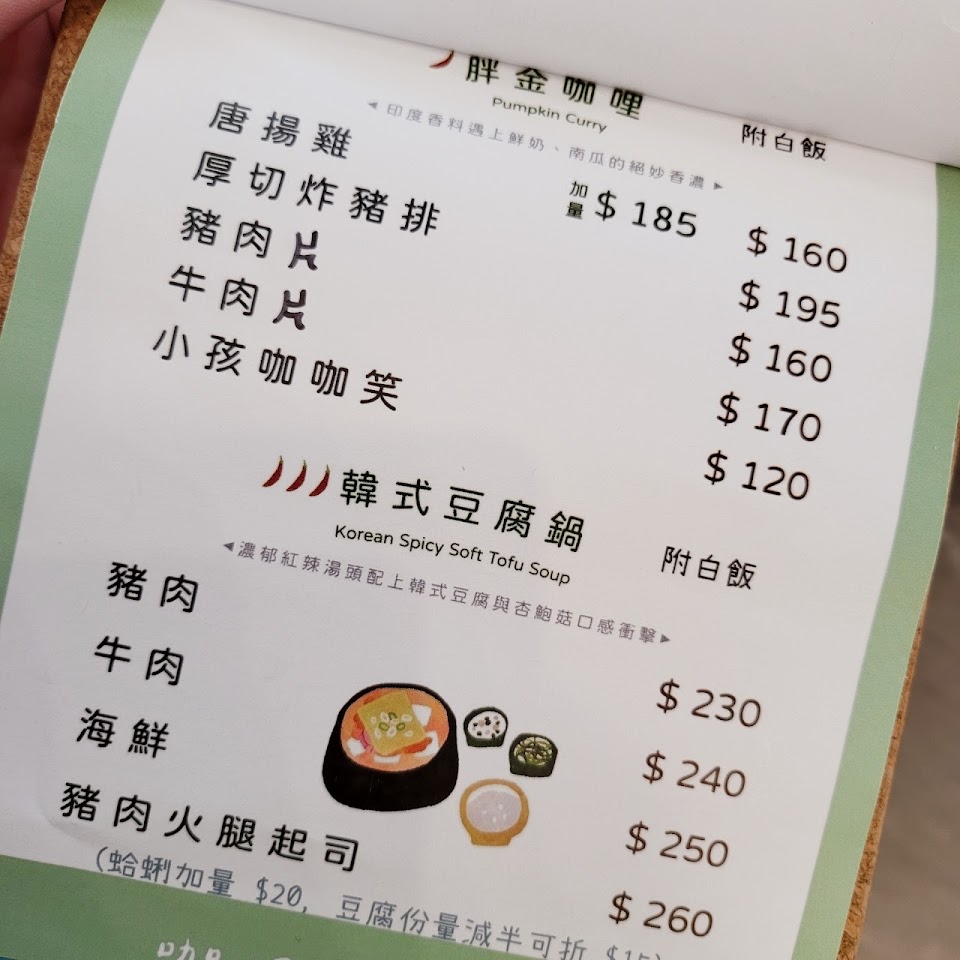 胖金咖哩
Pumpkin Curry
附白飯
◂ 印度香料遇上鮮奶、南瓜的絕妙香濃 ▸
唐揚雞 加量 $ 185 $ 160
厚切炸豬排 $ 195
豬肉片 $ 160
牛肉片 $ 170
小孩咖咖笑 $ 120
韓式豆腐鍋
Korean Spicy Soft Tofu Soup
附白飯
◂濃郁紅辣湯頭配上韓式豆腐與杏鮑菇口感衝擊▸
豬肉 $ 230
牛肉 $ 240
海鮮 $ 250
豬肉火腿起司 $ 260
(蛤蜊加量 $20, 豆腐份量減半可折 $15)